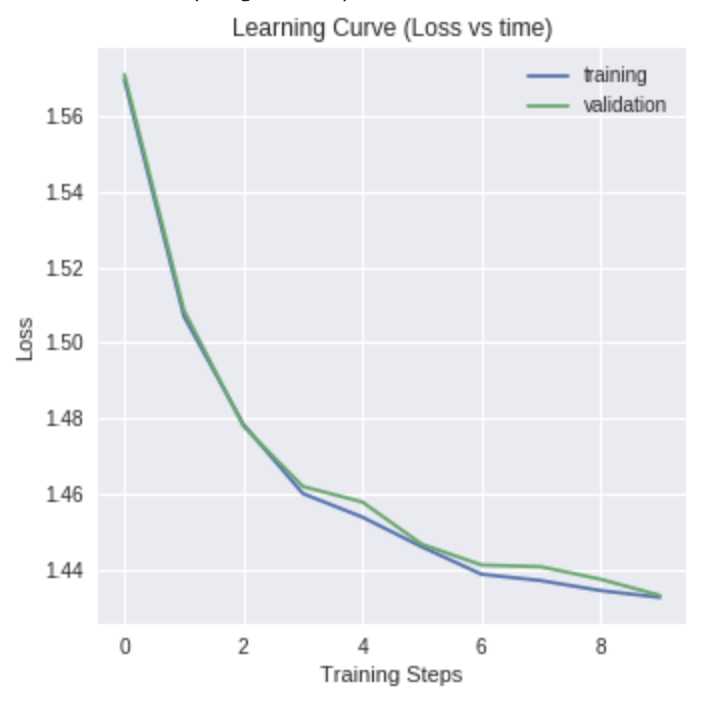 Learning Curve (Loss vs time)
training
validation
1.56
1.54
1.52
1.50
1.48
1.46
1.44
Loss
0 2 4 6 8
Training Steps